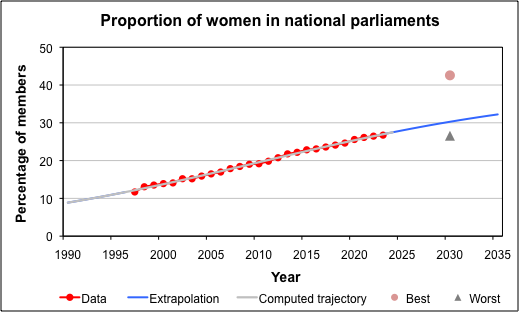 Proportion of women in national parliaments
50
40
30
20
10
0
Percentage of members
1990 1995 2000 2005 2010 2015 2020 2025 2030 2035
Year
Data Extrapolation Computed trajectory Best Worst